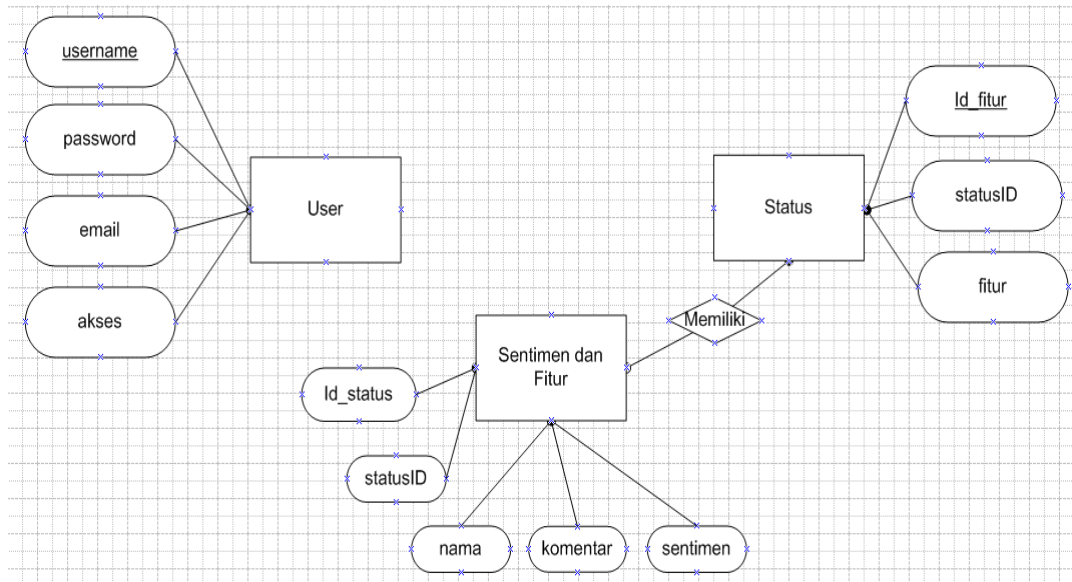 username
password
email
akses
User
Status
Id_fitur
statusID
fitur
Memiliki
Sentimen dan
Fitur
Id_status
statusID
nama
komentar
sentimen